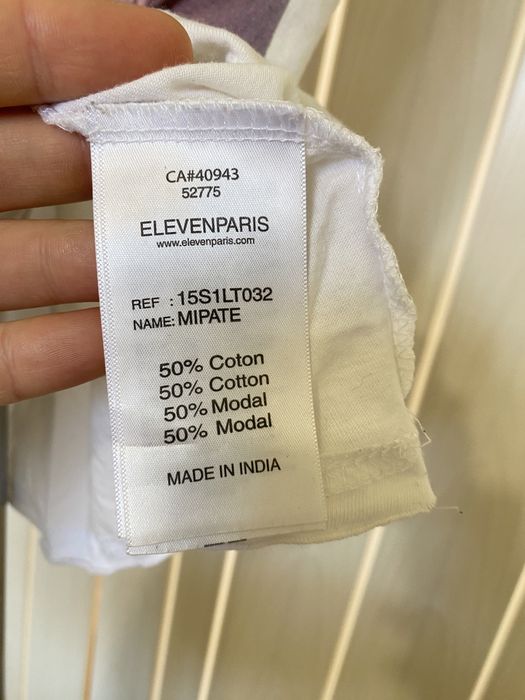 CA#40943
52775
ELEVENPARIS
www.elevenparis.com
REF : 15S1LT032
NAME: MIPATE
50% Coton
50% Cotton
50% Modal
50% Modal
MADE IN INDIA